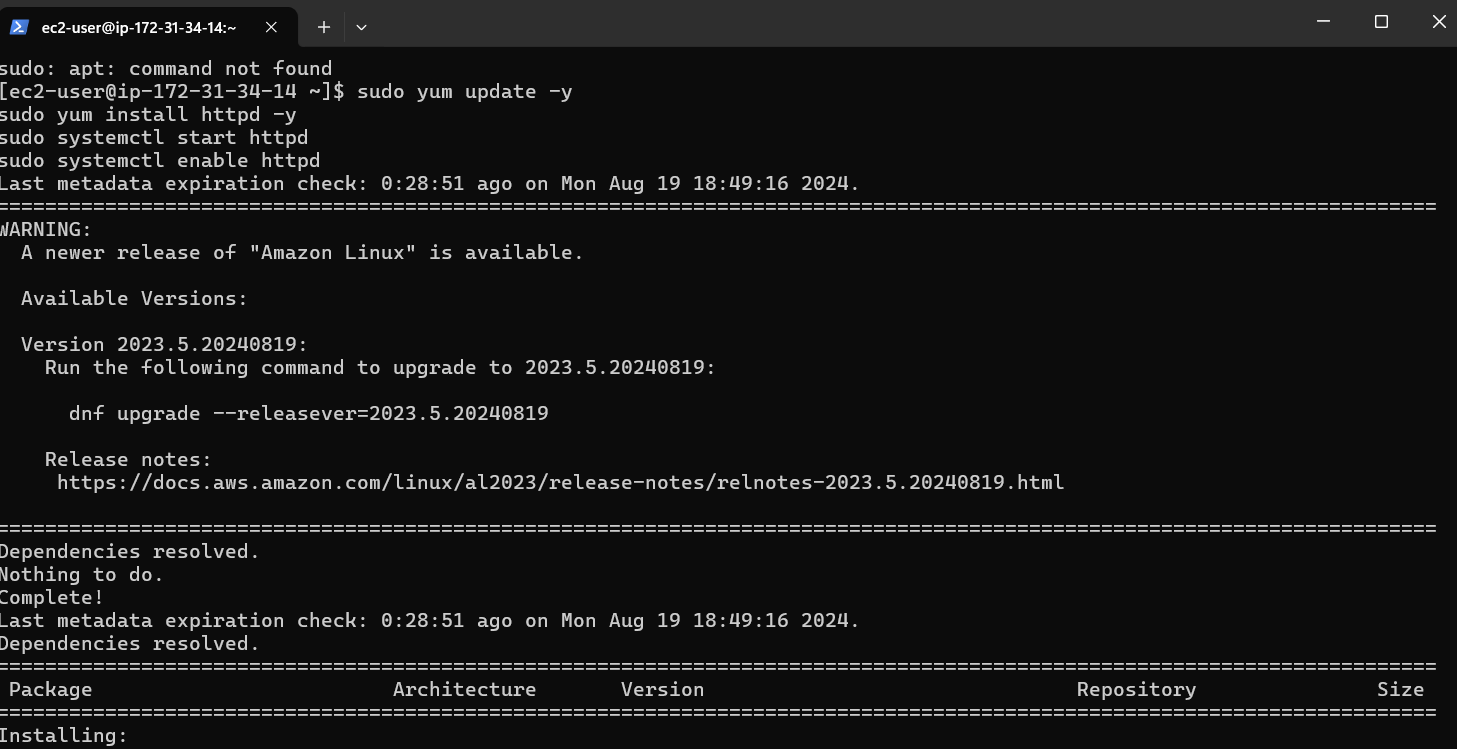 ec2-user@ip-172-31-34-14:~
sudo: apt: command not found
[ec2-user@ip-172-31-34-14 ~]$ sudo yum update -y
sudo yum install httpd -y
sudo systemctl start httpd
sudo systemctl enable httpd
Last metadata expiration check: 0:28:51 ago on Mon Aug 19 18:49:16 2024.
========================================================================================================================
WARNING:
  A newer release of "Amazon Linux" is available.

  Available Versions:

  Version 2023.5.20240819:
    Run the following command to upgrade to 2023.5.20240819:

      dnf upgrade --releasever=2023.5.20240819

    Release notes:
     https://docs.aws.amazon.com/linux/al2023/release-notes/relnotes-2023.5.20240819.html

========================================================================================================================
Dependencies resolved.
Nothing to do.
Complete!
Last metadata expiration check: 0:28:51 ago on Mon Aug 19 18:49:16 2024.
Dependencies resolved.
========================================================================================================================
 Package                         Architecture       Version                               Repository               Size
========================================================================================================================
Installing: